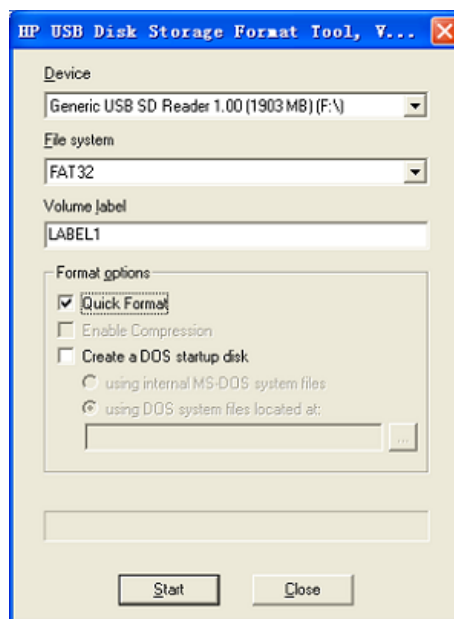 HP USB Disk Storage Format Tool, V...
Device
Generic USB SD Reader 1.00 (1903 MB) (F:\)
File system
FAT32
Volume label
LABEL1
Format options
Quick Format
Enable Compression
Create a DOS startup disk
using internal MS-DOS system files
using DOS system files located at:
...
Start
Close